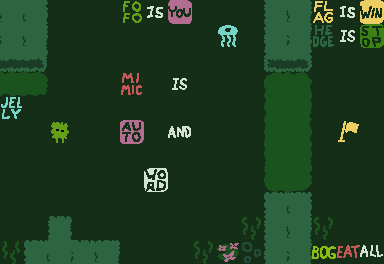 FOFO IS YOU
FLAG IS WIN
HEDGE IS STOP
MIMIC IS
JELLY
AUTO AND
WORD
BOG EAT ALL